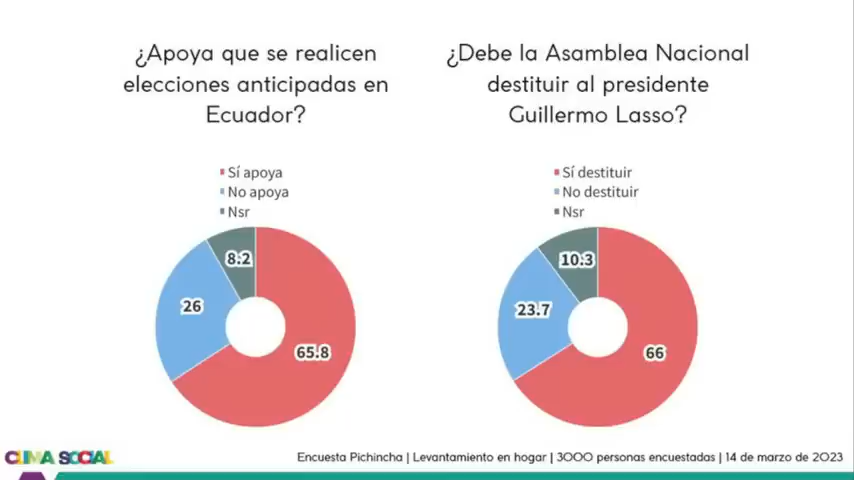 ¿Apoya que se realicen
elecciones anticipadas en
Ecuador?
Sí apoya
No apoya
Nsr
8.2
26
65.8
¿Debe la Asamblea Nacional
destituir al presidente
Guillermo Lasso?
Sí destituir
No destituir
Nsr
10.3
23.7
66
CLIMA SOCIAL
Encuesta Pichincha | Levantamiento en hogar | 3000 personas encuestadas | 14 de marzo de 2023